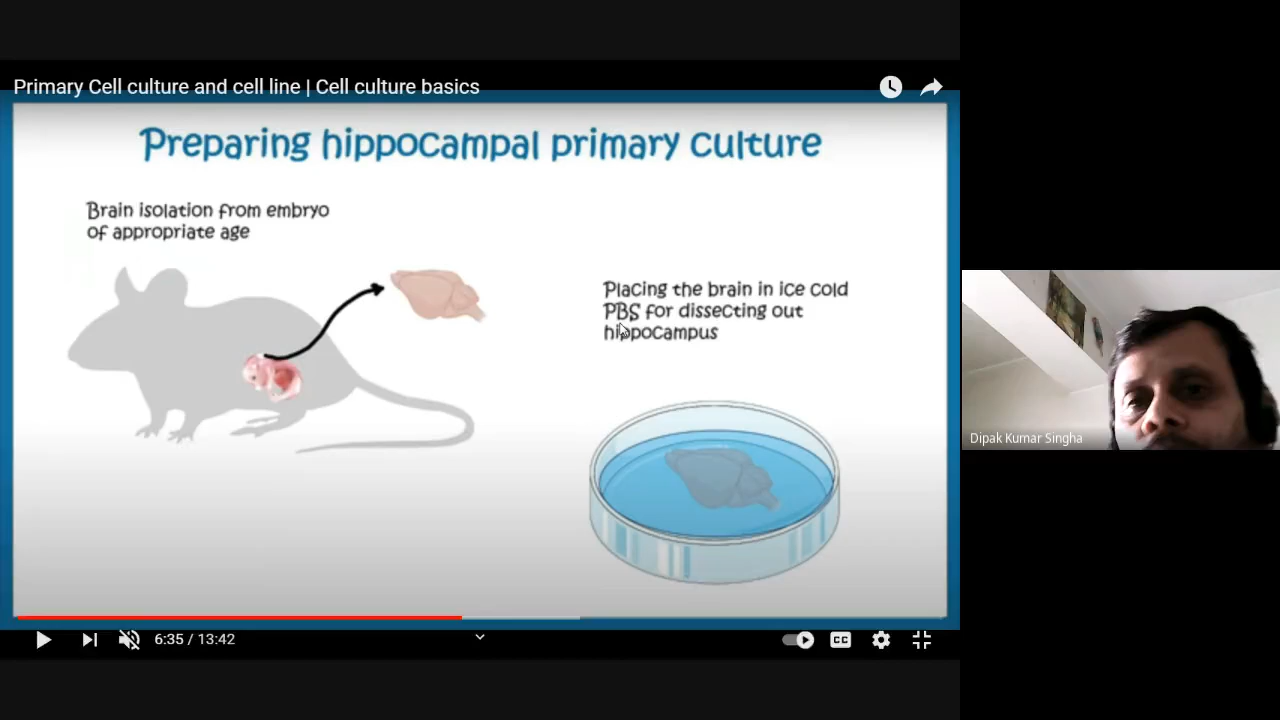 Primary Cell culture and cell line | Cell culture basics
Preparing hippocampal primary culture
Brain isolation from embryo
of appropriate age
Placing the brain in ice cold
PBS for dissecting out
hippocampus
Dipak Kumar Singha
6:35 / 13:42
CC